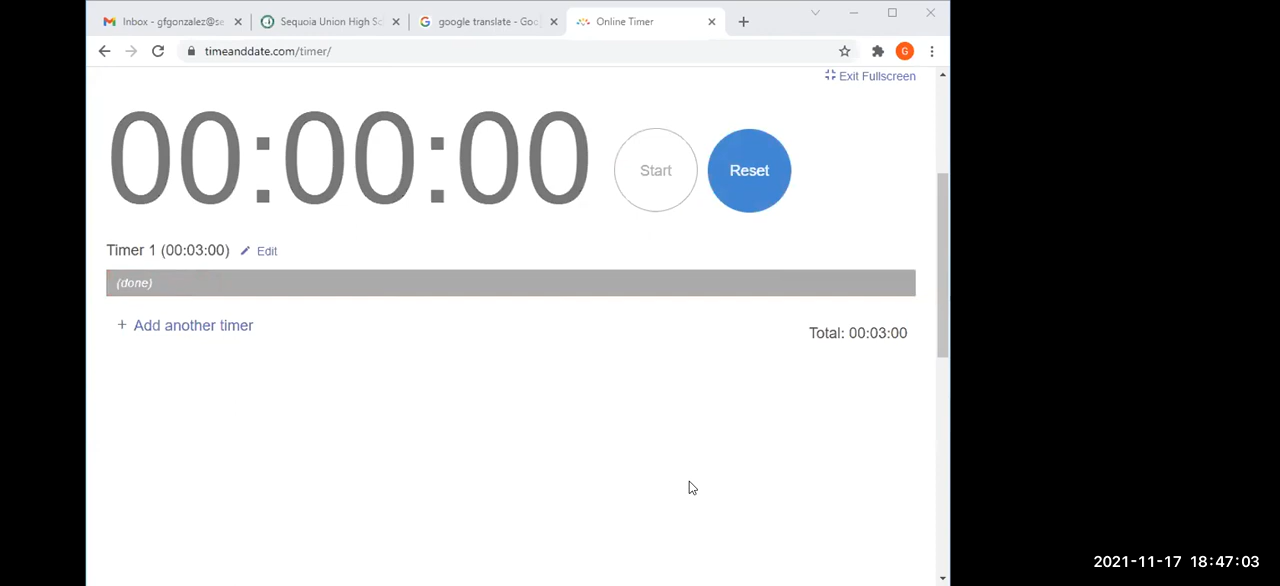 Inbox - gfgonzalez@se
Sequoia Union High Sc
google translate - Goo
Online Timer
timeanddate.com/timer/
G
Exit Fullscreen
00:00:00
Start
Reset
Timer 1 (00:03:00)
Edit
(done)
+ Add another timer
Total: 00:03:00
2021-11-17 18:47:03